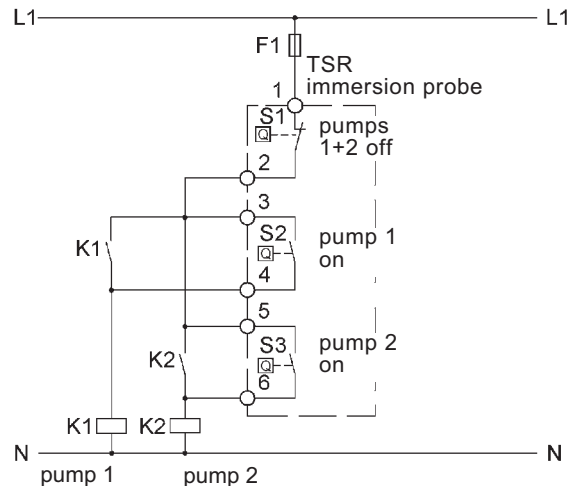 L1 L1
F1
TSR
immersion probe
1
S1
pumps
1+2 off
Q
2
3
K1
S2
pump 1
on
Q
4
5
K2
S3
pump 2
on
Q
6
K1 K2
N N
pump 1 pump 2